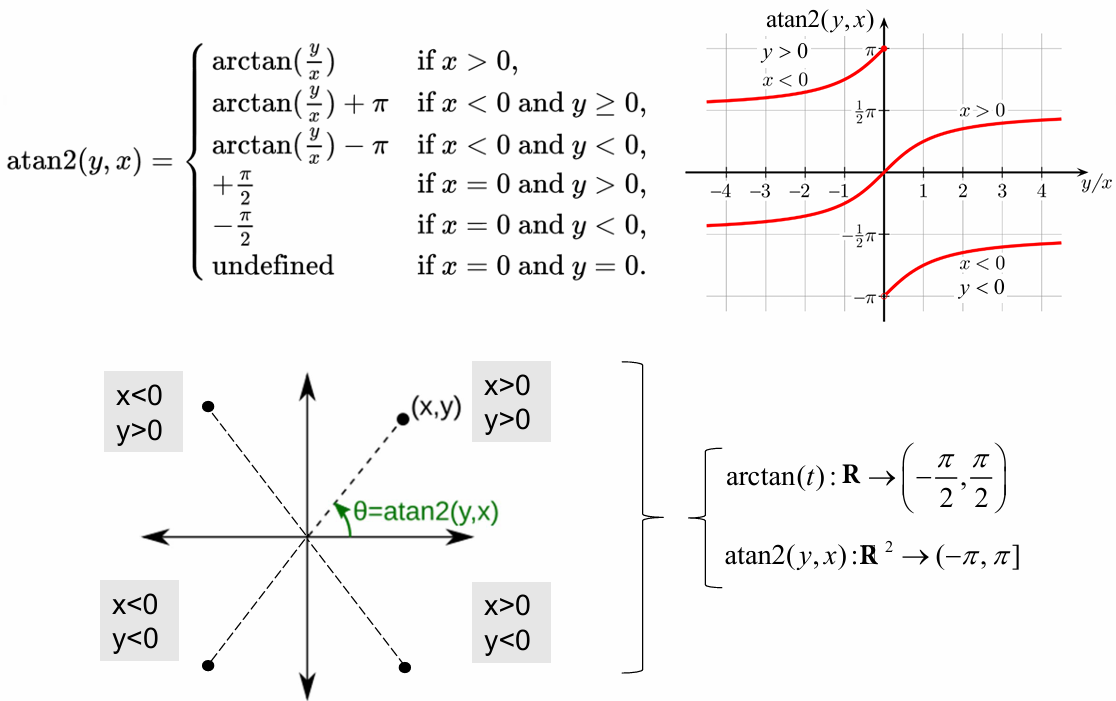 atan2(y, x) =
arctan(y/x) if x > 0,
arctan(y/x) + π if x < 0 and y ≥ 0,
arctan(y/x) − π if x < 0 and y < 0,
+π/2 if x = 0 and y > 0,
−π/2 if x = 0 and y < 0,
undefined if x = 0 and y = 0.
atan2(y,x)
y > 0
x < 0
π
½π
x > 0
−4 −3 −2 −1 1 2 3 4 y/x
−½π
x < 0
y < 0
−π
x<0
y>0
(x,y)
x>0
y>0
θ=atan2(y,x)
x<0
y<0
x>0
y<0
arctan(t) : R → (−π/2, π/2)
atan2(y, x) : R² → (−π, π]